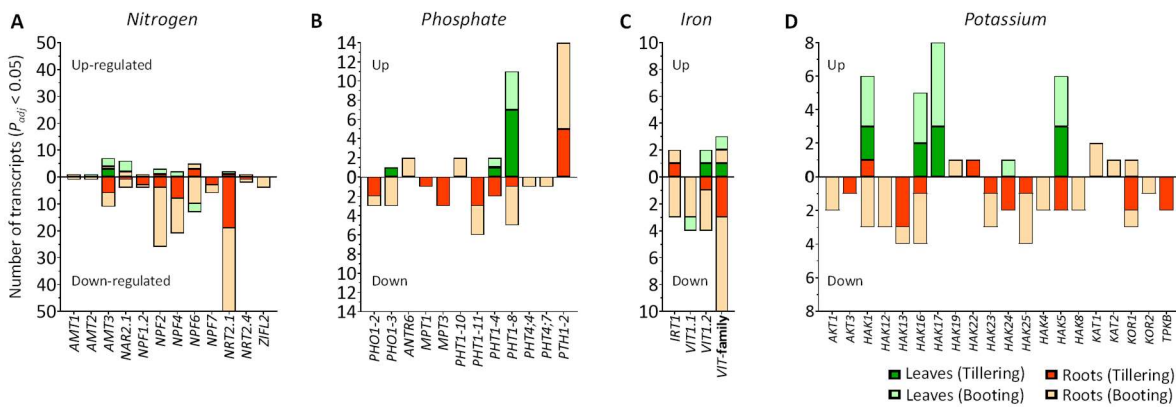 A
Nitrogen
B
Phosphate
C
Iron
D
Potassium
Number of transcripts (Padj < 0.05)
50
40
30
20
10
0
10
20
30
40
50
Up-regulated
Down-regulated
AMT1
AMT2
AMT3
NAR2.1
NPF1.2
NPF2
NPF4
NPF6
NPF7
NRT2.1
NRT2.4
ZIFL2
14
12
10
8
6
4
2
0
2
4
6
8
10
12
14
Up
Down
PHO1-2
PHO1-3
ANTR6
MPT1
MPT3
PHT1-10
PHT1-11
PHT1-4
PHT1-8
PHT4;4
PHT4;7
PTH1-2
10
8
6
4
2
0
2
4
6
8
10
Up
Down
IRT1
VIT1.1
VIT1.2
VIT-family
8
6
4
2
0
2
4
6
8
Up
Down
AKT1
AKT3
HAK1
HAK12
HAK13
HAK16
HAK17
HAK19
HAK22
HAK23
HAK24
HAK25
HAK4
HAK5
HAK8
KAT1
KAT2
KOR1
KOR2
TRKB
Leaves (Tillering) Roots (Tillering)
Leaves (Booting) Roots (Booting)